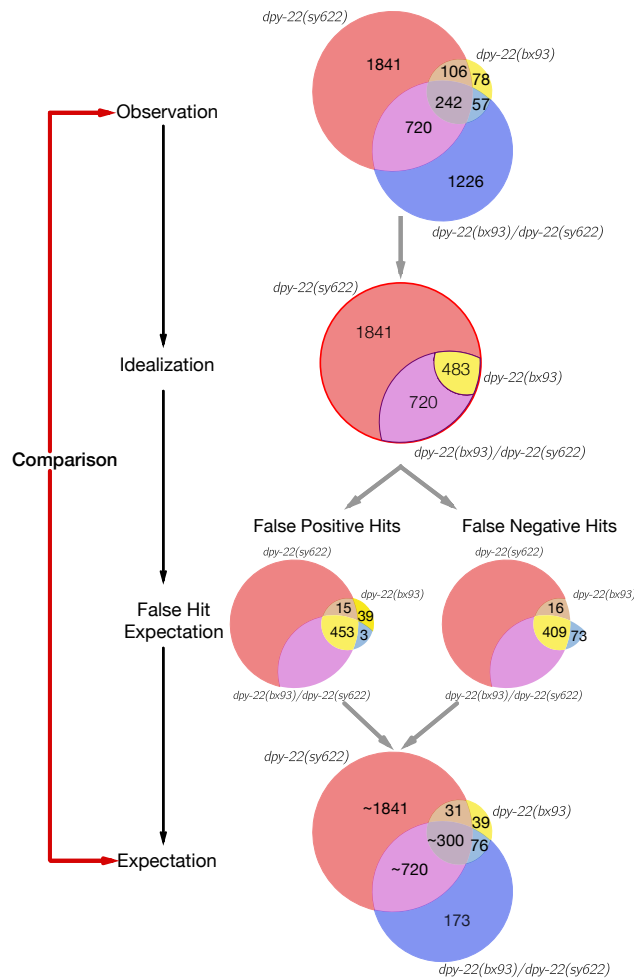 dpy-22(sy622)
1841
106
dpy-22(bx93)
78
242
57
720
1226
dpy-22(bx93)/dpy-22(sy622)
Observation
dpy-22(sy622)
1841
483
dpy-22(bx93)
720
dpy-22(bx93)/dpy-22(sy622)
Idealization
Comparison
False Positive Hits
False Negative Hits
dpy-22(sy622)
15
dpy-22(bx93)
39
453
3
dpy-22(bx93)/dpy-22(sy622)
dpy-22(sy622)
16
dpy-22(bx93)
409
73
dpy-22(bx93)/dpy-22(sy622)
False Hit
Expectation
dpy-22(sy622)
~1841
31
dpy-22(bx93)
39
~300
76
~720
173
dpy-22(bx93)/dpy-22(sy622)
Expectation